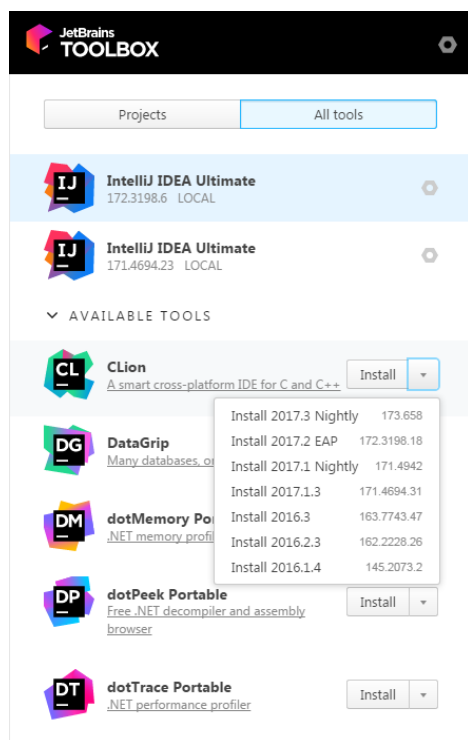 JetBrains
TOOLBOX
Projects
All tools
IJ
IntelliJ IDEA Ultimate
172.3198.6 LOCAL
IJ
IntelliJ IDEA Ultimate
171.4694.23 LOCAL
AVAILABLE TOOLS
CL
CLion
A smart cross-platform IDE for C and C++
Install
Install 2017.3 Nightly 173.658
Install 2017.2 EAP 172.3198.18
Install 2017.1 Nightly 171.4942
Install 2017.1.3 171.4694.31
Install 2016.3 163.7743.47
Install 2016.2.3 162.2228.26
Install 2016.1.4 145.2073.2
DG
DataGrip
Many databases,
DM
dotMemory
.NET memory
DP
dotPeek Portable
Free .NET decompiler and assembly
browser
Install
DT
dotTrace Portable
.NET performance profiler
Install